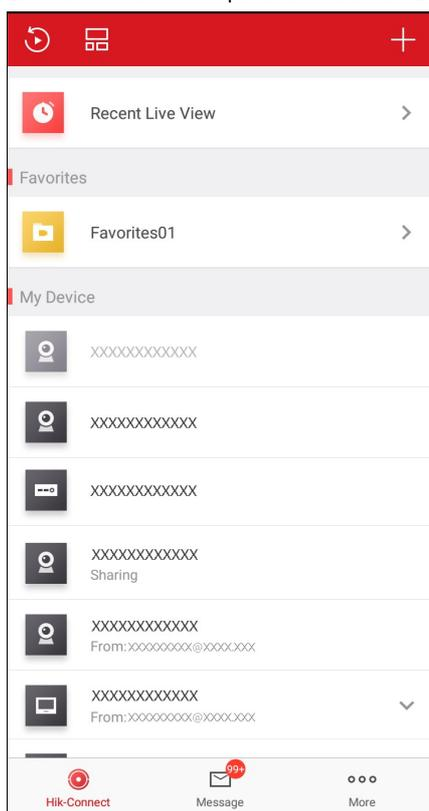 Recent Live View
Favorites
Favorites01
My Device
XXXXXXXXXXXX
XXXXXXXXXXXX
XXXXXXXXXXXX
XXXXXXXXXXXX
Sharing
XXXXXXXXXXXX
From:XXXXXXXXX@XXXX.XXX
XXXXXXXXXXXX
From:XXXXXXXXX@XXXX.XXX
99+
Hik-Connect
Message
More